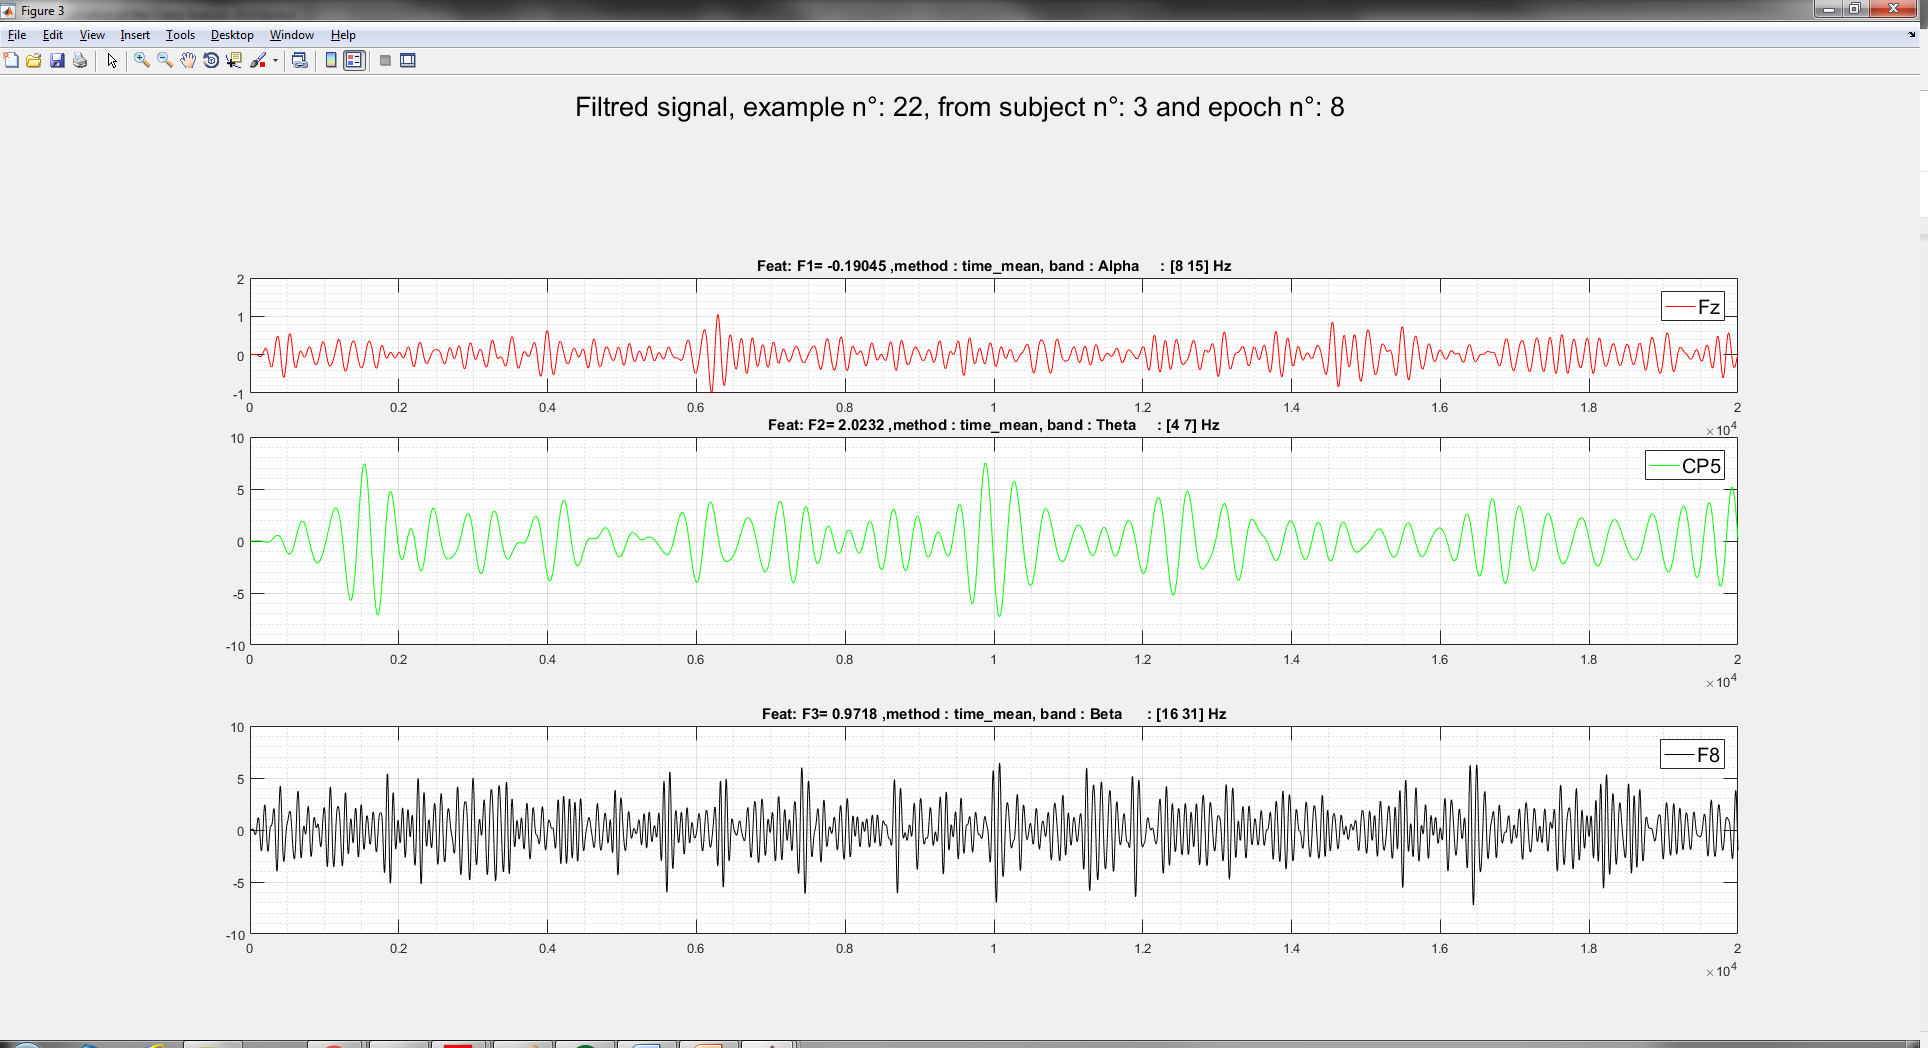 Figure 3
File Edit View Insert Tools Desktop Window Help
Filtred signal, example n°: 22, from subject n°: 3 and epoch n°: 8
Feat: F1= -0.19045 ,method : time_mean, band : Alpha : [8 15] Hz
2
1
0
-1
Fz
0 0.2 0.4 0.6 0.8 1 1.2 1.4 1.6 1.8 2
×10^4
Feat: F2= 2.0232 ,method : time_mean, band : Theta : [4 7] Hz
10
5
0
-5
-10
CP5
0 0.2 0.4 0.6 0.8 1 1.2 1.4 1.6 1.8 2
×10^4
Feat: F3= 0.9718 ,method : time_mean, band : Beta : [16 31] Hz
10
5
0
-5
-10
F8
0 0.2 0.4 0.6 0.8 1 1.2 1.4 1.6 1.8 2
×10^4